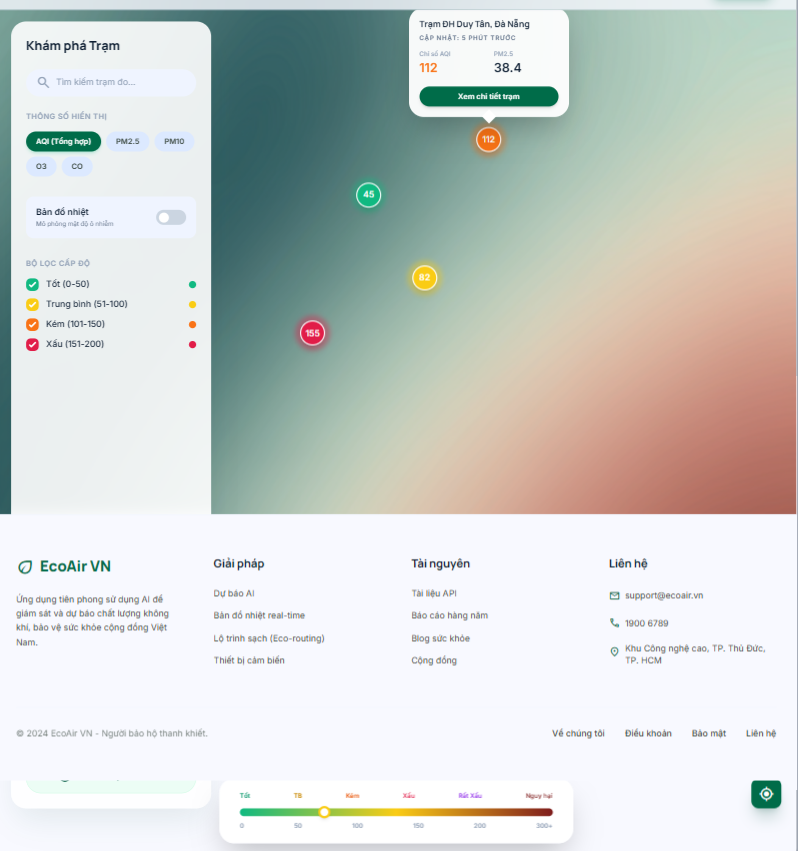 Khám phá Trạm
Tìm kiếm trạm đo...
THÔNG SỐ HIỂN THỊ
AQI (Tổng hợp) PM2.5 PM10
O3 CO
Bản đồ nhiệt
Mô phỏng mật độ ô nhiễm
BỘ LỌC CẤP ĐỘ
Tốt (0-50)
Trung bình (51-100)
Kém (101-150)
Xấu (151-200)
Trạm ĐH Duy Tân, Đà Nẵng
CẬP NHẬT: 5 PHÚT TRƯỚC
Chỉ số AQI PM2.5
112 38.4
Xem chi tiết trạm
112
45
82
155
EcoAir VN
Ứng dụng tiên phong sử dụng AI để
giám sát và dự báo chất lượng không
khí, bảo vệ sức khỏe cộng đồng Việt
Nam.
Giải pháp
Dự báo AI
Bản đồ nhiệt real-time
Lộ trình sạch (Eco-routing)
Thiết bị cảm biến
Tài nguyên
Tài liệu API
Báo cáo hàng năm
Blog sức khỏe
Cộng đồng
Liên hệ
support@ecoair.vn
1900 6789
Khu Công nghệ cao, TP. Thủ Đức,
TP. HCM
© 2024 EcoAir VN - Người bảo hộ thanh khiết.
Về chúng tôi Điều khoản Bảo mật Liên hệ
Tốt TB Kém Xấu Rất Xấu Nguy hại
0 50 100 150 200 300+